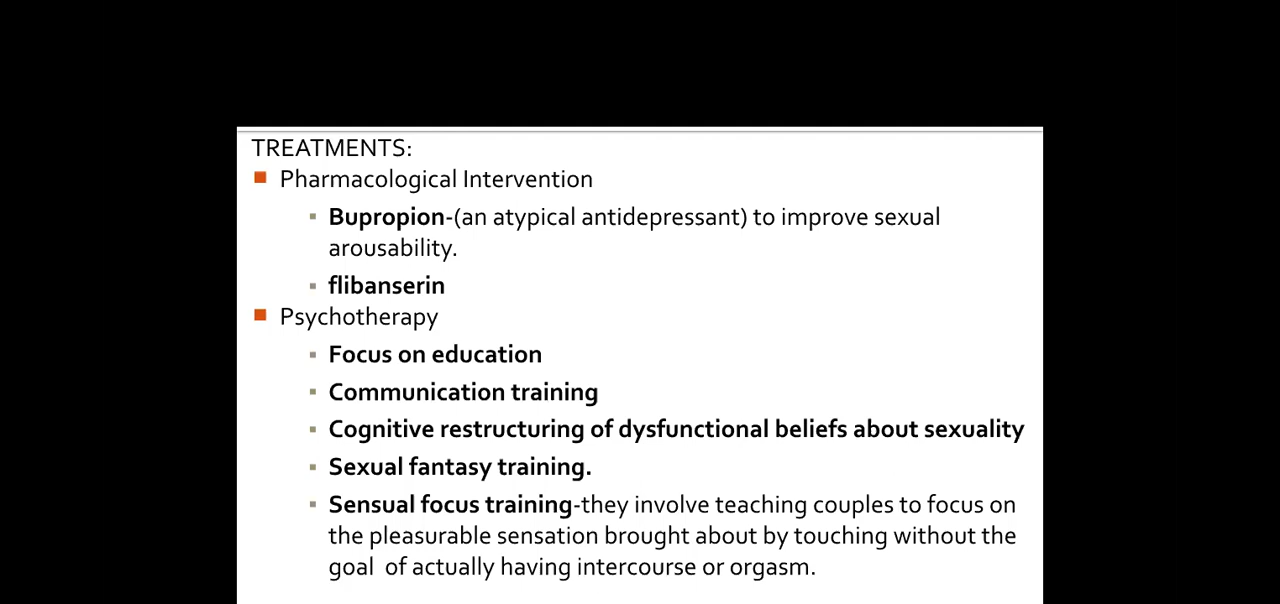 TREATMENTS:
Pharmacological Intervention
Bupropion-(an atypical antidepressant) to improve sexual
arousability.
flibanserin
Psychotherapy
Focus on education
Communication training
Cognitive restructuring of dysfunctional beliefs about sexuality
Sexual fantasy training.
Sensual focus training-they involve teaching couples to focus on
the pleasurable sensation brought about by touching without the
goal  of actually having intercourse or orgasm.